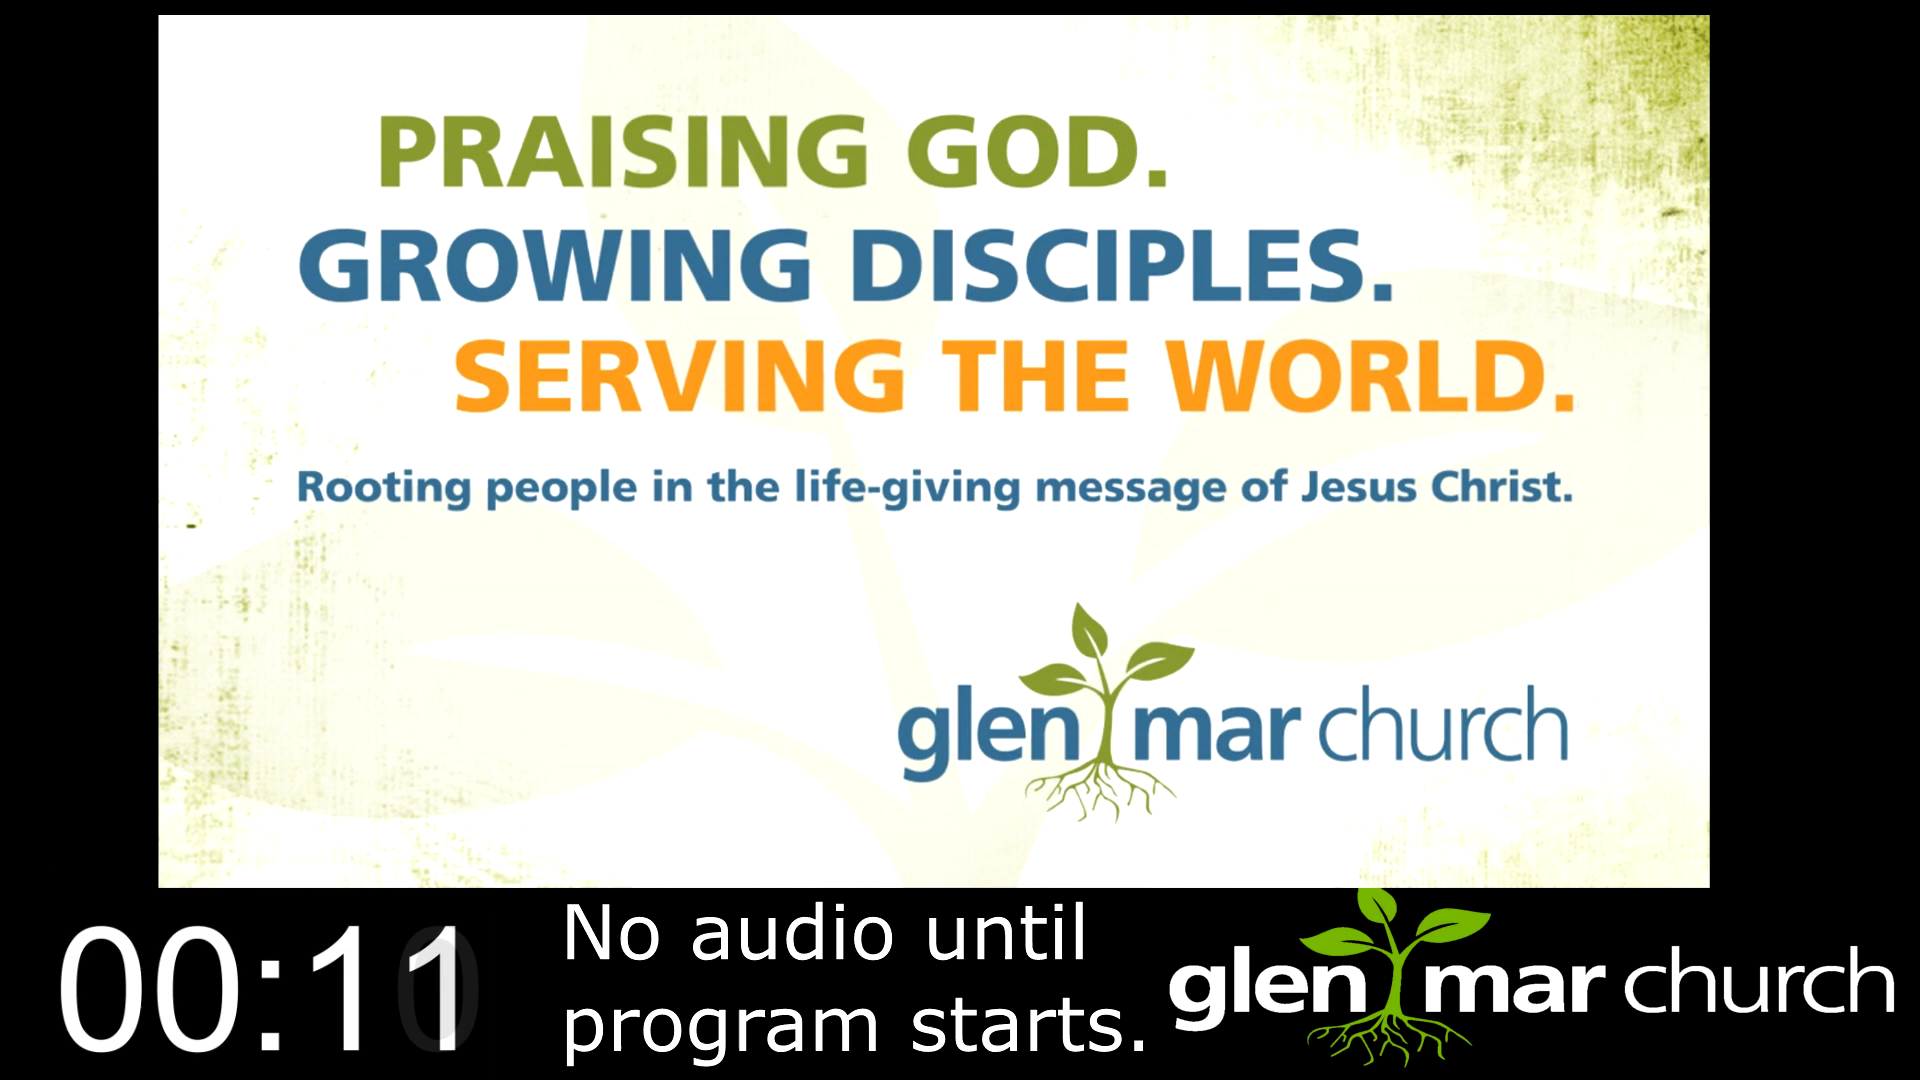 PRAISING GOD.
GROWING DISCIPLES.
SERVING THE WORLD.
Rooting people in the life-giving message of Jesus Christ.
glen mar church
00:11
No audio until
program starts.
glen mar church